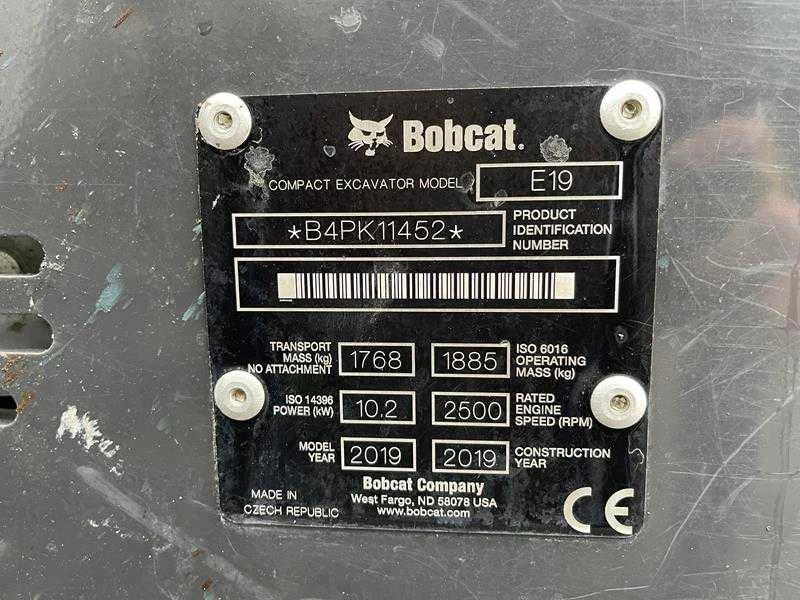 Bobcat.
COMPACT EXCAVATOR MODEL E19
*B4PK11452* PRODUCT IDENTIFICATION NUMBER
TRANSPORT MASS (kg) NO ATTACHMENT 1768 1885 ISO 6016 OPERATING MASS (kg)
ISO 14396 POWER (kW) 10,2 2500 RATED ENGINE SPEED (RPM)
MODEL YEAR 2019 2019 CONSTRUCTION YEAR
Bobcat Company
West Fargo, ND 58078 USA
www.bobcat.com
MADE IN
CZECH REPUBLIC
CE